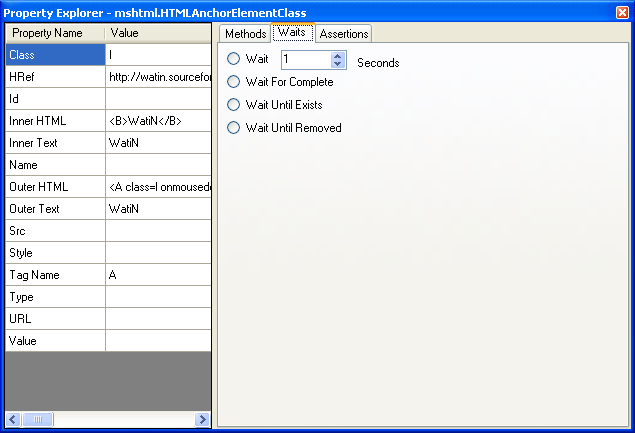 Property Explorer - mshtml.HTMLAnchorElementClass
Property Name Value
Class l
HRef http://watin.sourcefor
Id
Inner HTML <B>WatiN</B>
Inner Text WatiN
Name
Outer HTML <A class=l onmoused
Outer Text WatiN
Src
Style
Tag Name A
Type
URL
Value
Methods Waits Assertions
Wait 1 Seconds
Wait For Complete
Wait Until Exists
Wait Until Removed